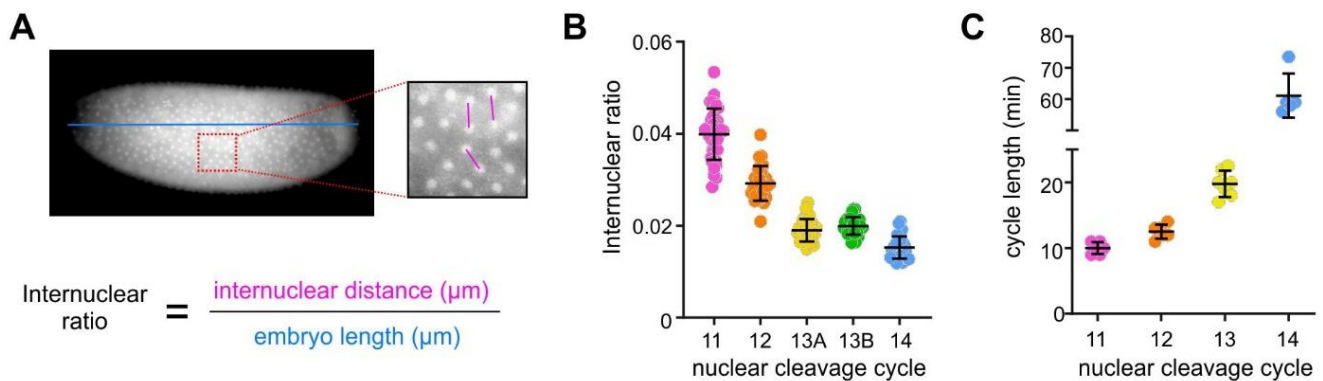 A
Internuclear
ratio
=
internuclear distance (μm)
embryo length (μm)
B
Internuclear ratio
0.06
0.04
0.02
0
11 12 13A 13B 14
nuclear cleavage cycle
C
cycle length (min)
80
70
60
20
10
0
11 12 13 14
nuclear cleavage cycle